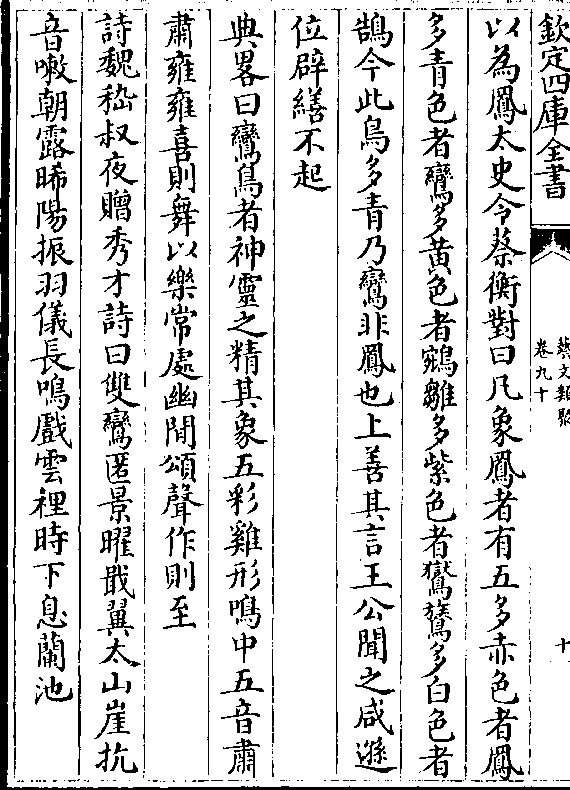 欽定四庫全書
藝文類聚
卷九十
十
以為鳳太史令蔡衡對曰凡象鳳者有五多赤色者鳳
多青色者鸞多黃色者鵷雛多紫色者鸑鷟多白色者
鵠今此鳥多青乃鸞非鳳也上善其言王公聞之咸遜
位辟繕不起
典畧曰鸞鳥者神靈之精其象五彩雞形鳴中五音肅
肅雍雍喜則舞以樂常處幽間頌聲作則至
詩魏嵇叔夜贈秀才詩曰雙鸞匿景曜戢翼太山崖抗
音嗽朝露晞陽振羽儀長鳴戲雲裡時下息蘭池